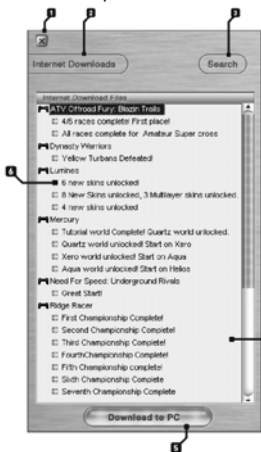 1
2
3
X
Internet Downloads
Search
Internet Download Files
ATV Offroad Fury: Blazin Trails
4/5 races complete! First place!
All races complete for Amateur Super cross
Dynasty Warriors
Yellow Turbans Defeated!
Lumines
6
6 new skins unlocked!
8 New Skins unlocked, 3 Multilayer skins unlocked.
4 new skins unlocked
Mercury
Tutorial world Complete! Quartz world unlocked.
Quartz world unlocked! Start on Xero
Xero world unlocked! Start on Aqua
Aqua world unlocked! Start on Helios
Need For Speed: Underground Rivals
Great Start!
Ridge Racer
First Championship Complete!
Second Championship Complete!
Third Championship Complete!
FourthChampionship Complete!
Fifth Championship complete!
Sixth Championship Complete
Seventh Championship Complete
Download to PC
5